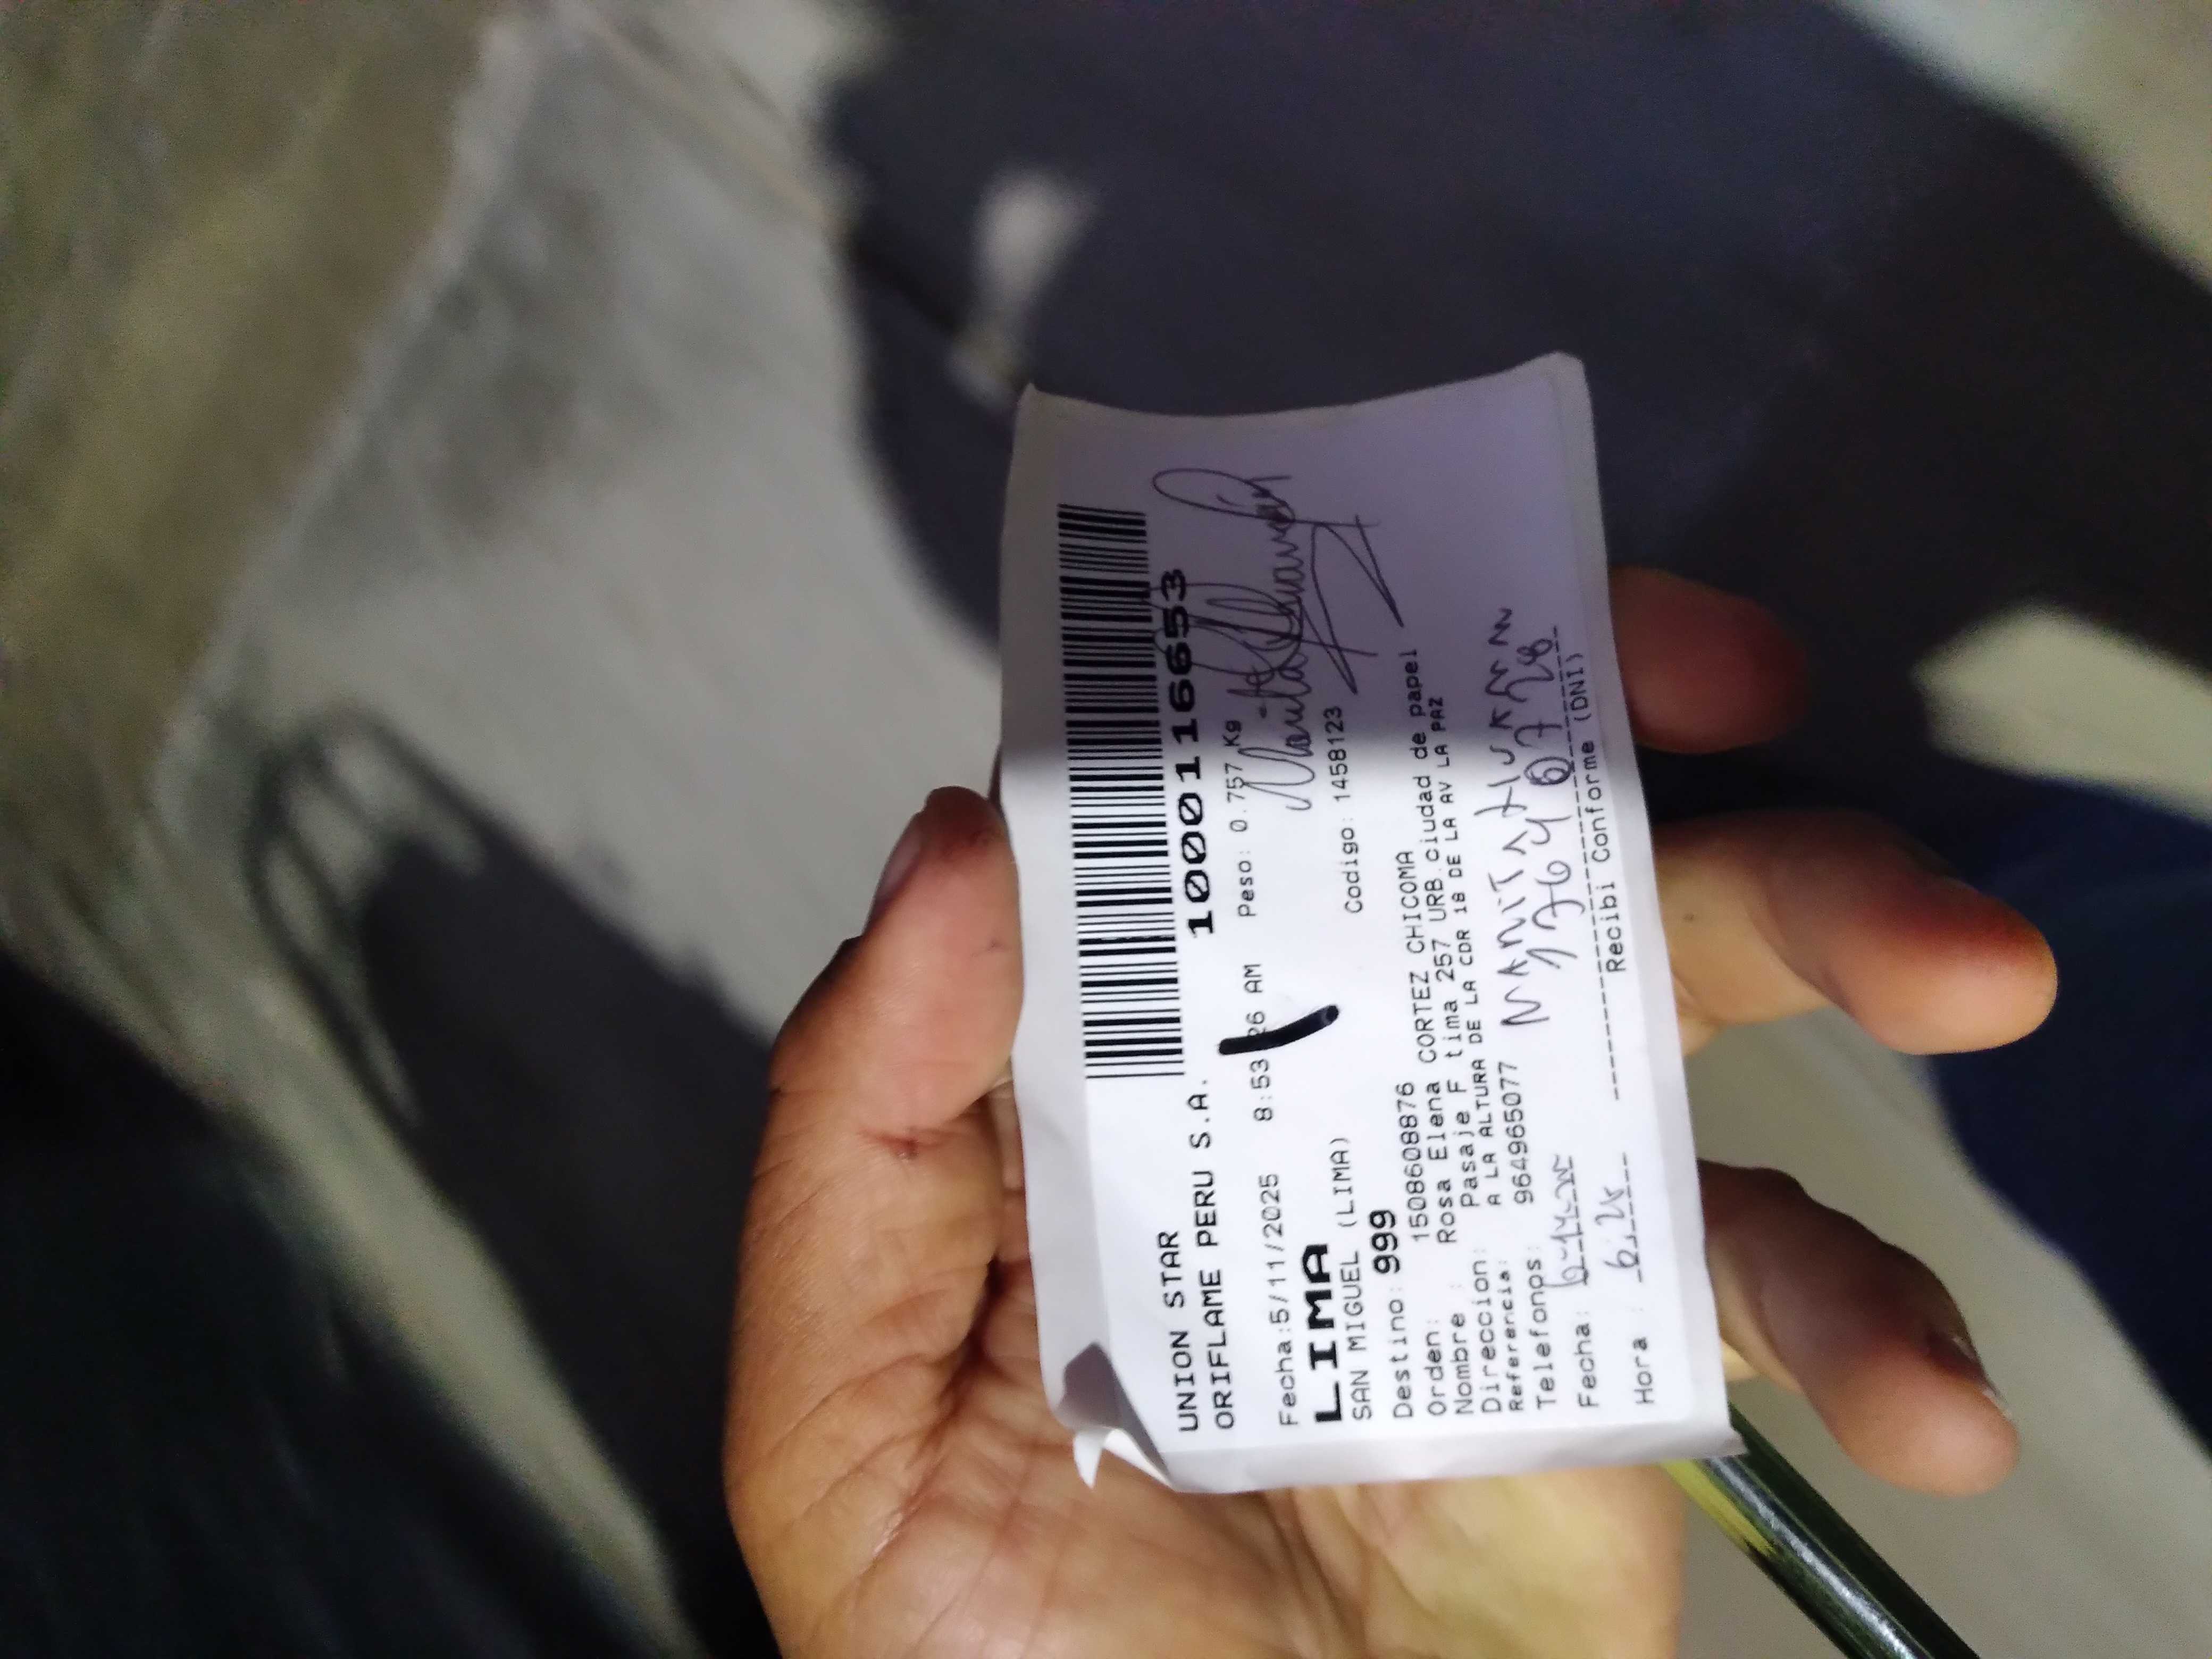 UNION STAR
ORIFLAME PERU S.A.
1000116653
Fecha:5/11/2025 8:53 26 AM Peso: 0.757 Kg
LIMA
SAN MIGUEL (LIMA)
Codigo: 1458123
Destino: 999
Orden: 1508608876
Nombre : Rosa Elena CORTEZ CHICOMA
Direccion: Pasaje F tima 257 URB.ciudad de papel
Referencia: A LA ALTURA DE LA CDR 18 DE LA AV LA PAZ
Telefonos: 964965077
Fecha:
Hora :
Recibi Conforme (DNI)